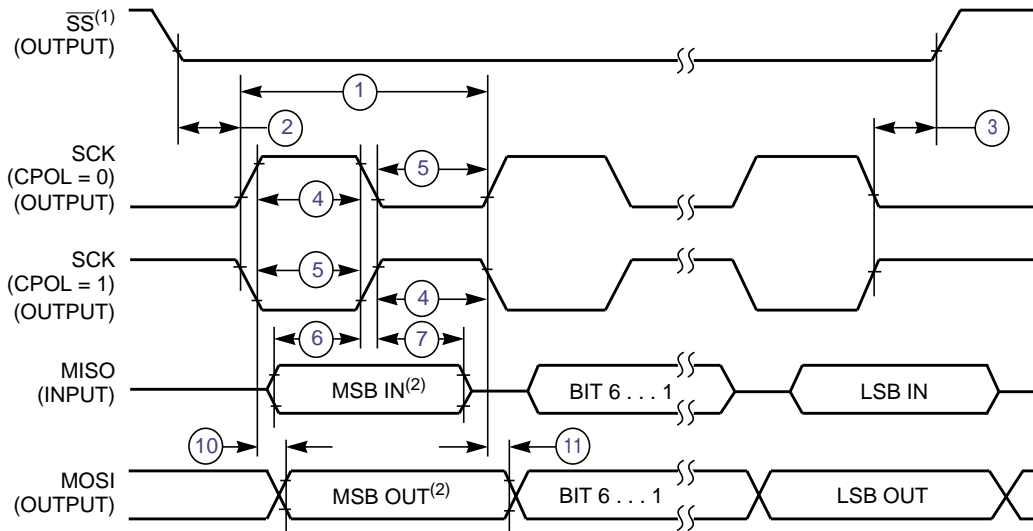 SS(1)
(OUTPUT)
1
2
3
SCK
(CPOL = 0)
(OUTPUT)
5
4
SCK
(CPOL = 1)
(OUTPUT)
5
4
6
7
MISO
(INPUT)
MSB IN(2)
BIT 6 . . . 1
LSB IN
10
11
MOSI
(OUTPUT)
MSB OUT(2)
BIT 6 . . . 1
LSB OUT